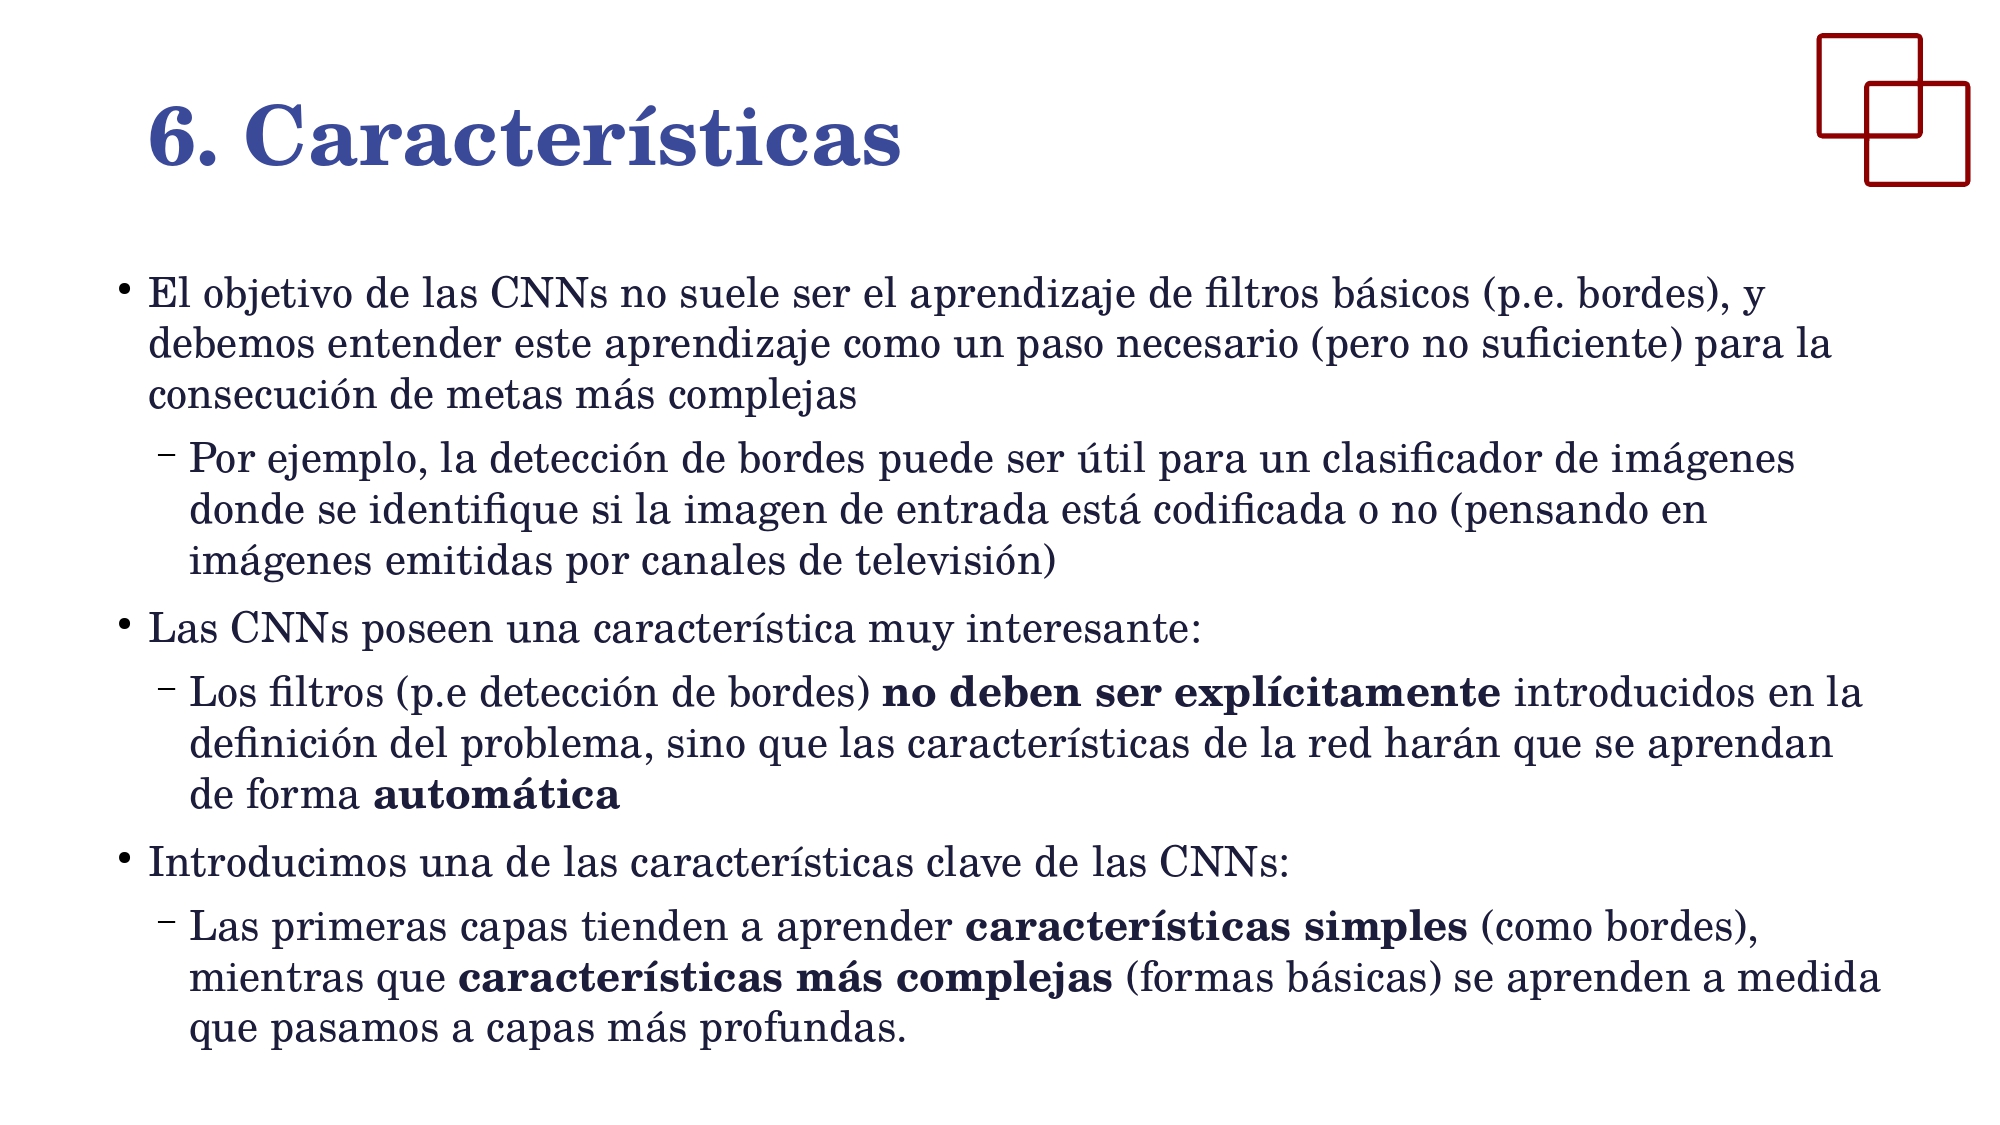 6. Características
• El objetivo de las CNNs no suele ser el aprendizaje de filtros básicos (p.e. bordes), y
debemos entender este aprendizaje como un paso necesario (pero no suficiente) para la
consecución de metas más complejas
– Por ejemplo, la detección de bordes puede ser útil para un clasificador de imágenes
donde se identifique si la imagen de entrada está codificada o no (pensando en
imágenes emitidas por canales de televisión)
• Las CNNs poseen una característica muy interesante:
– Los filtros (p.e detección de bordes) no deben ser explícitamente introducidos en la
definición del problema, sino que las características de la red harán que se aprendan
de forma automática
• Introducimos una de las características clave de las CNNs:
– Las primeras capas tienden a aprender características simples (como bordes),
mientras que características más complejas (formas básicas) se aprenden a medida
que pasamos a capas más profundas.